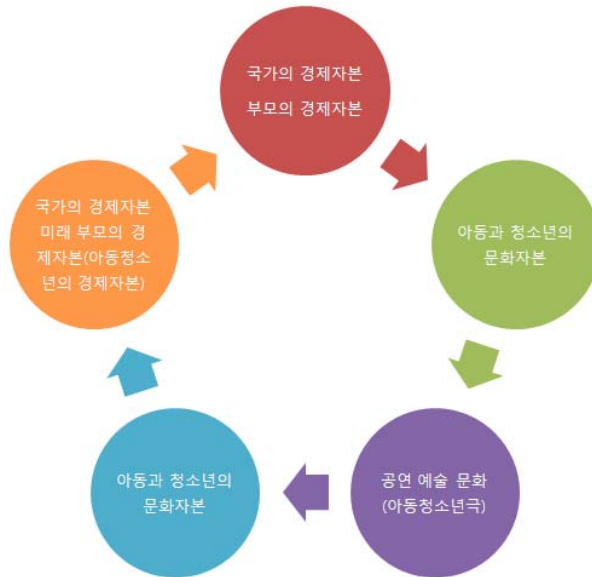 국가의 경제자본
부모의 경제자본
아동과 청소년의
문화자본
공연 예술 문화
(아동청소년극)
아동과 청소년의
문화자본
국가의 경제자본
미래 부모의 경
제자본(아동청소
년의 경제자본)